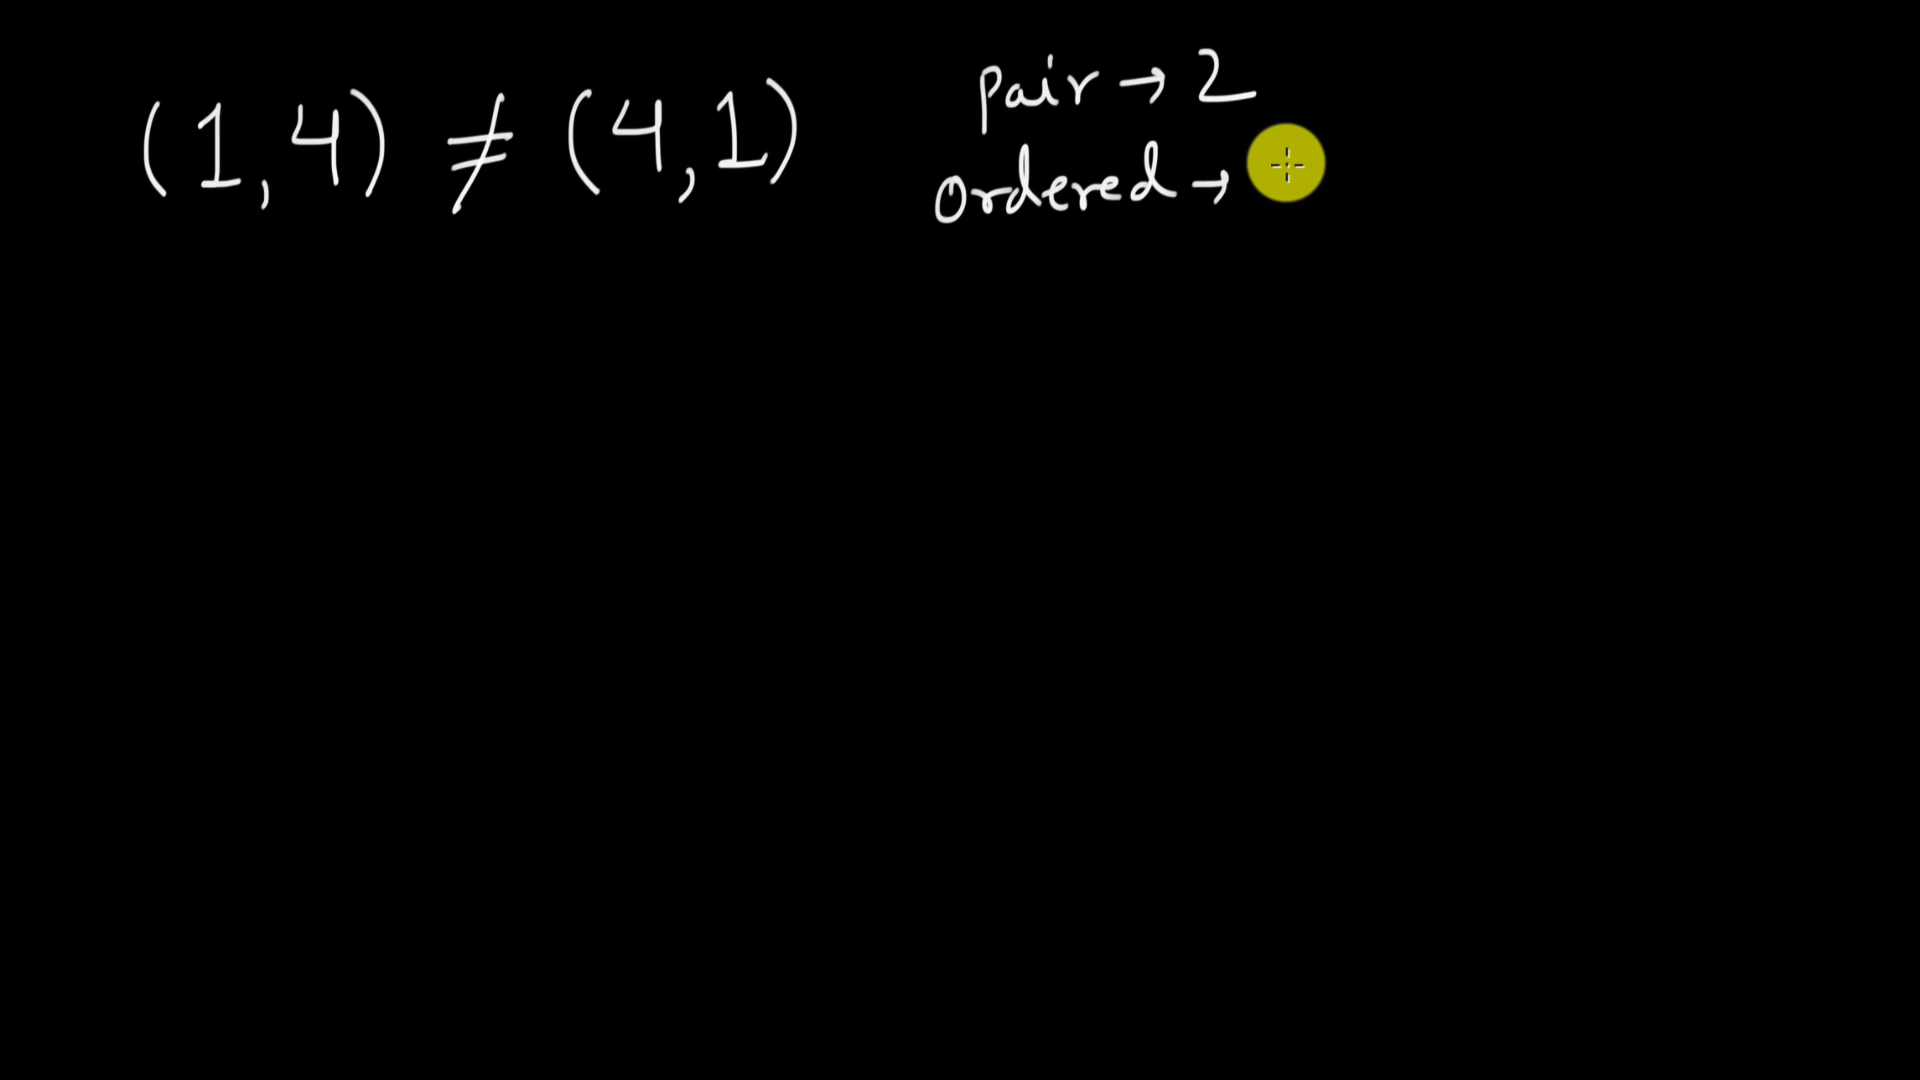 (1,4) ≠ (4,1)
pair → 2
ordered →